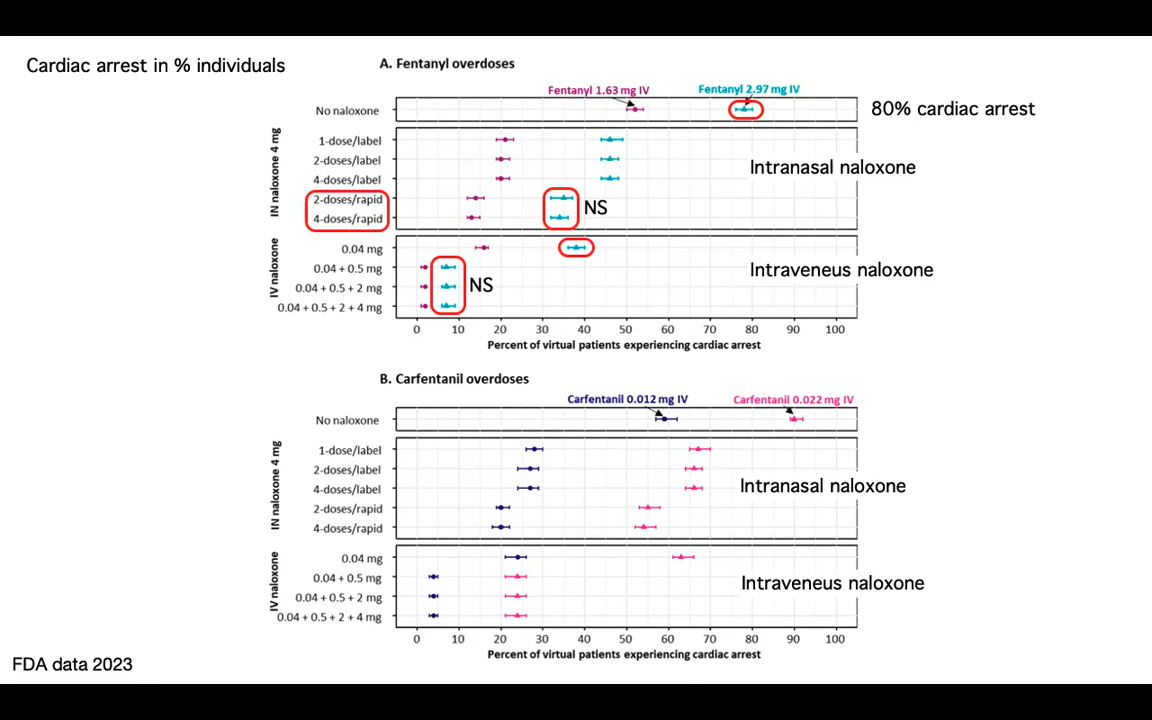 Cardiac arrest in % individuals
A. Fentanyl overdoses
Fentanyl 1.63 mg IV
Fentanyl 2.97 mg IV
No naloxone
80% cardiac arrest
IN naloxone 4 mg
1-dose/label
2-doses/label
4-doses/label
2-doses/rapid
4-doses/rapid
Intranasal naloxone
NS
IV naloxone
0.04 mg
0.04 + 0.5 mg
0.04 + 0.5 + 2 mg
0.04 + 0.5 + 2 + 4 mg
Intraveneus naloxone
NS
0 10 20 30 40 50 60 70 80 90 100
Percent of virtual patients experiencing cardiac arrest
B. Carfentanil overdoses
Carfentanil 0.012 mg IV
Carfentanil 0.022 mg IV
No naloxone
IN naloxone 4 mg
1-dose/label
2-doses/label
4-doses/label
2-doses/rapid
4-doses/rapid
Intranasal naloxone
IV naloxone
0.04 mg
0.04 + 0.5 mg
0.04 + 0.5 + 2 mg
0.04 + 0.5 + 2 + 4 mg
Intraveneus naloxone
0 10 20 30 40 50 60 70 80 90 100
Percent of virtual patients experiencing cardiac arrest
FDA data 2023